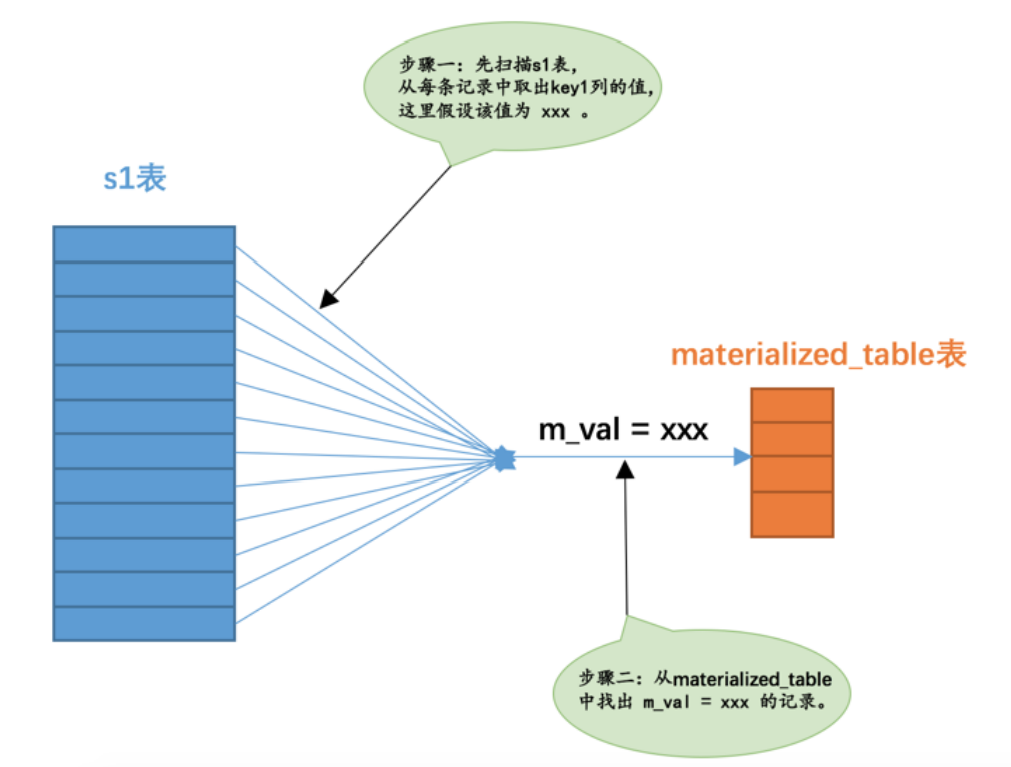 步骤一：先扫描s1表，
从每条记录中取出key1列的值，
这里假设该值为 xxx 。
s1表
materialized_table表
m_val = xxx
步骤二：从materialized_table
中找出 m_val = xxx 的记录。